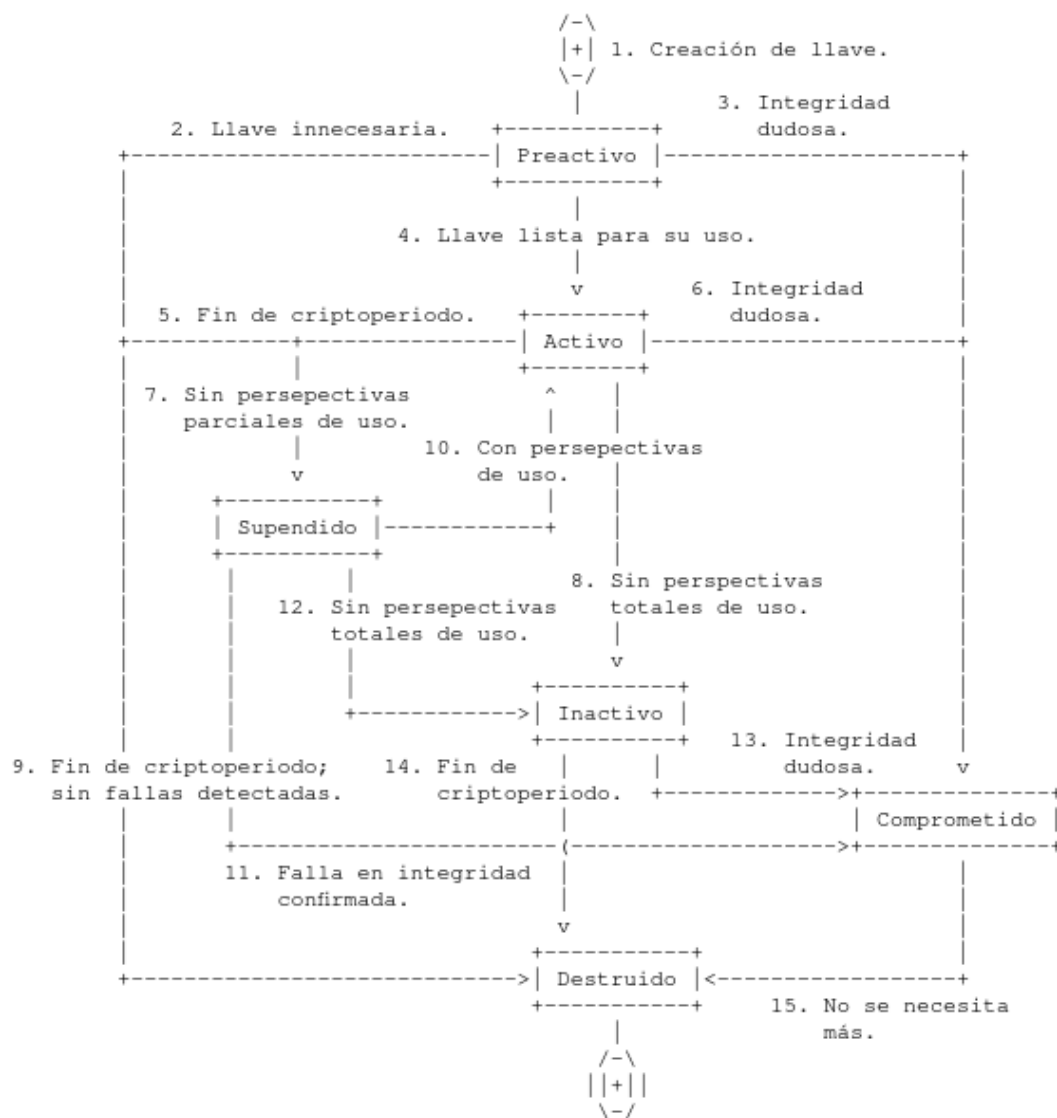 1. Creación de llave.
3. Integridad
dudosa.
2. Llave innecesaria.
Preactivo
4. Llave lista para su uso.
6. Integridad
dudosa.
5. Fin de criptoperiodo.
Activo
7. Sin persepectivas
parciales de uso.
10. Con persepectivas
de uso.
Supendido
8. Sin perspectivas
totales de uso.
12. Sin persepectivas
totales de uso.
Inactivo
13. Integridad
dudosa.
9. Fin de criptoperiodo;
sin fallas detectadas.
14. Fin de
criptoperiodo.
Comprometido
11. Falla en integridad
confirmada.
Destruido
15. No se necesita
más.